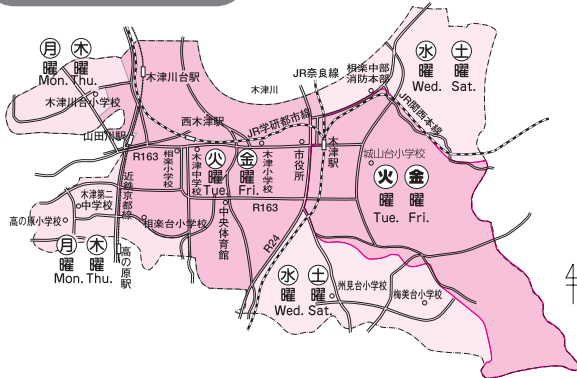 月曜 木曜
Mon. Thu.
木津川台駅
木津川台小学校
木津川
JR奈良線
相楽中部
消防本部
水曜 土曜
Wed. Sat.
西木津駅
JR学研都市線
JR関西本線
山田川駅
R163
相楽小学校
木津中学校
火曜 金曜
Tue. Fri.
木津小学校
市役所
木津駅
城山台小学校
火曜 金曜
Tue. Fri.
近鉄京都線
木津第二
中学校
高の原小学校
相楽台小学校
中央体育館
R163
R24
月曜 木曜
Mon. Thu.
高の原駅
水曜 土曜
Wed. Sat.
州見台小学校
梅美台小学校